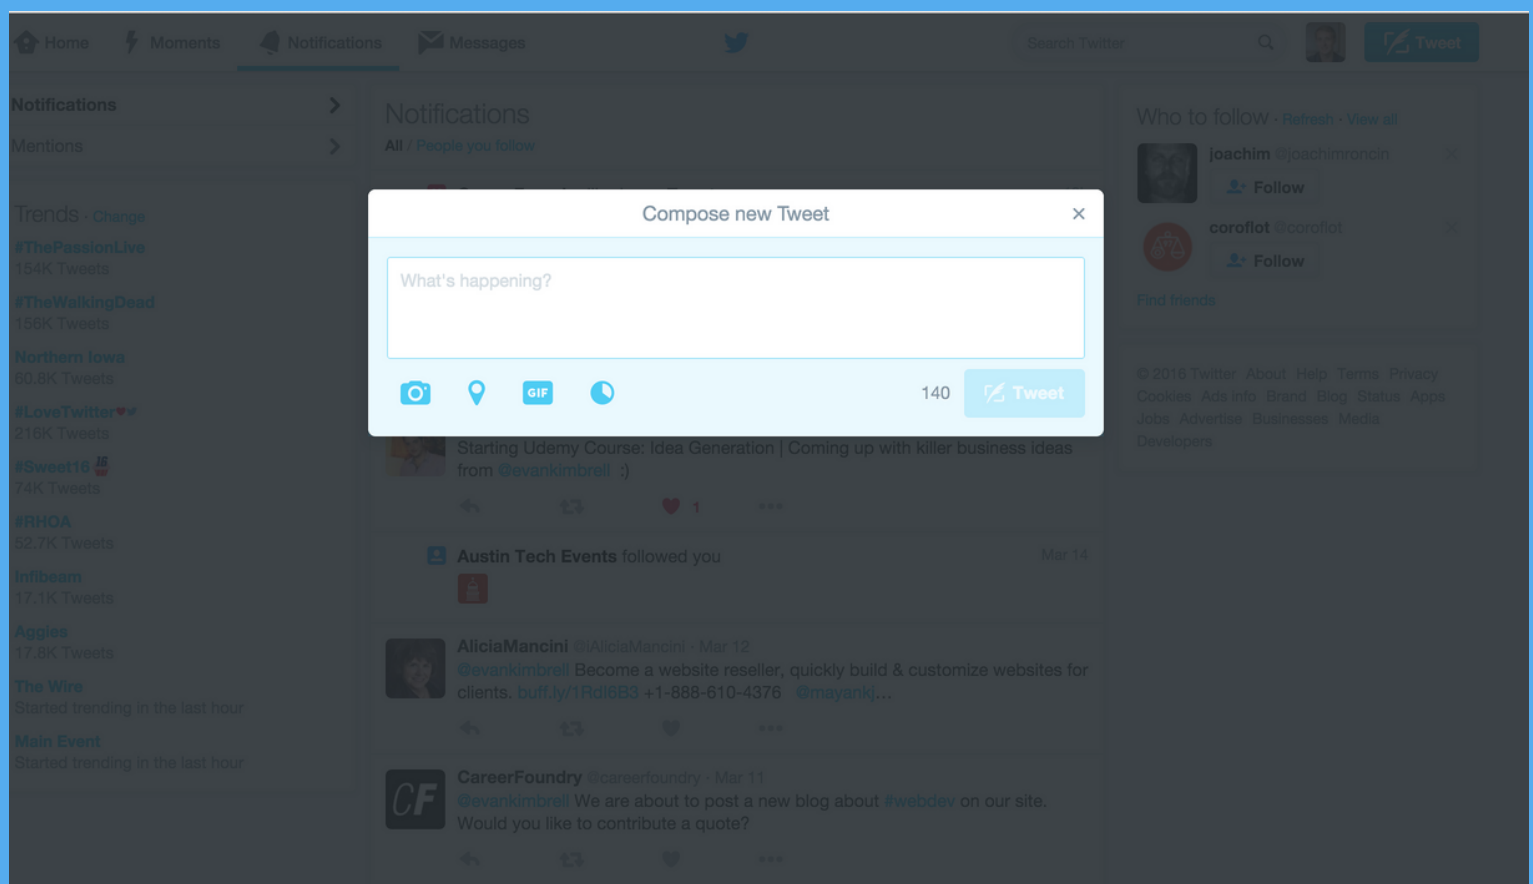 Home Moments Notifications Messages Search Twitter Tweet
Notifications
Mentions
Trends · Change
#ThePassionLive
154K Tweets
#TheWalkingDead
156K Tweets
Northern Iowa
60.8K Tweets
#LoveTwitter
216K Tweets
#Sweet16
74K Tweets
#RHOA
52.7K Tweets
Infibeam
17.1K Tweets
Aggies
17.8K Tweets
The Wire
Started trending in the last hour
Main Event
Started trending in the last hour
Notifications
All / People you follow
Compose new Tweet ×
What's happening?
GIF 140 Tweet
Starting Udemy Course: Idea Generation | Coming up with killer business ideas
from @evankimbrell :)
1
Austin Tech Events followed you Mar 14
AliciaMancini @iAliciaMancini · Mar 12
@evankimbrell Become a website reseller, quickly build & customize websites for
clients. buff.ly/1RdI6B3 +1-888-610-4376 @mayankj…
CF
CareerFoundry @careerfoundry · Mar 11
@evankimbrell We are about to post a new blog about #webdev on our site.
Would you like to contribute a quote?
Who to follow · Refresh · View all
joachim @joachimroncin
Follow
coroflot @coroflot
Follow
Find friends
© 2016 Twitter About Help Terms Privacy
Cookies Ads info Brand Blog Status Apps
Jobs Advertise Businesses Media
Developers